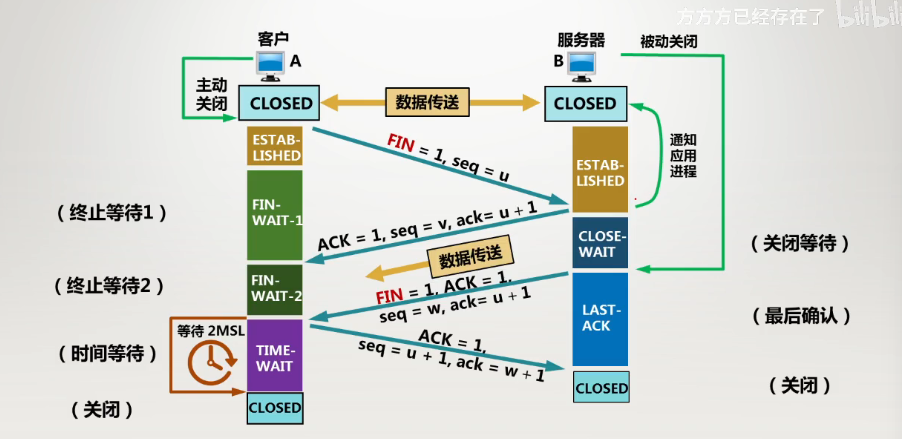 方方方已经存在了 bilibili
客户
A
服务器
B
被动关闭
主动
关闭
CLOSED
数据传送
CLOSED
ESTAB-
LISHED
FIN = 1, seq = u
ESTAB-
LISHED
通知
应用
进程
(终止等待1)
FIN-
WAIT-1
ACK = 1, seq = v, ack= u + 1
CLOSE-
WAIT
(关闭等待)
数据传送
(终止等待2)
FIN-
WAIT-2
FIN = 1, ACK = 1,
seq = w, ack= u + 1
LAST-
ACK
(最后确认)
等待 2MSL
(时间等待)
TIME-
WAIT
ACK = 1,
seq = u + 1, ack = w + 1
CLOSED
(关闭)
(关闭)
CLOSED